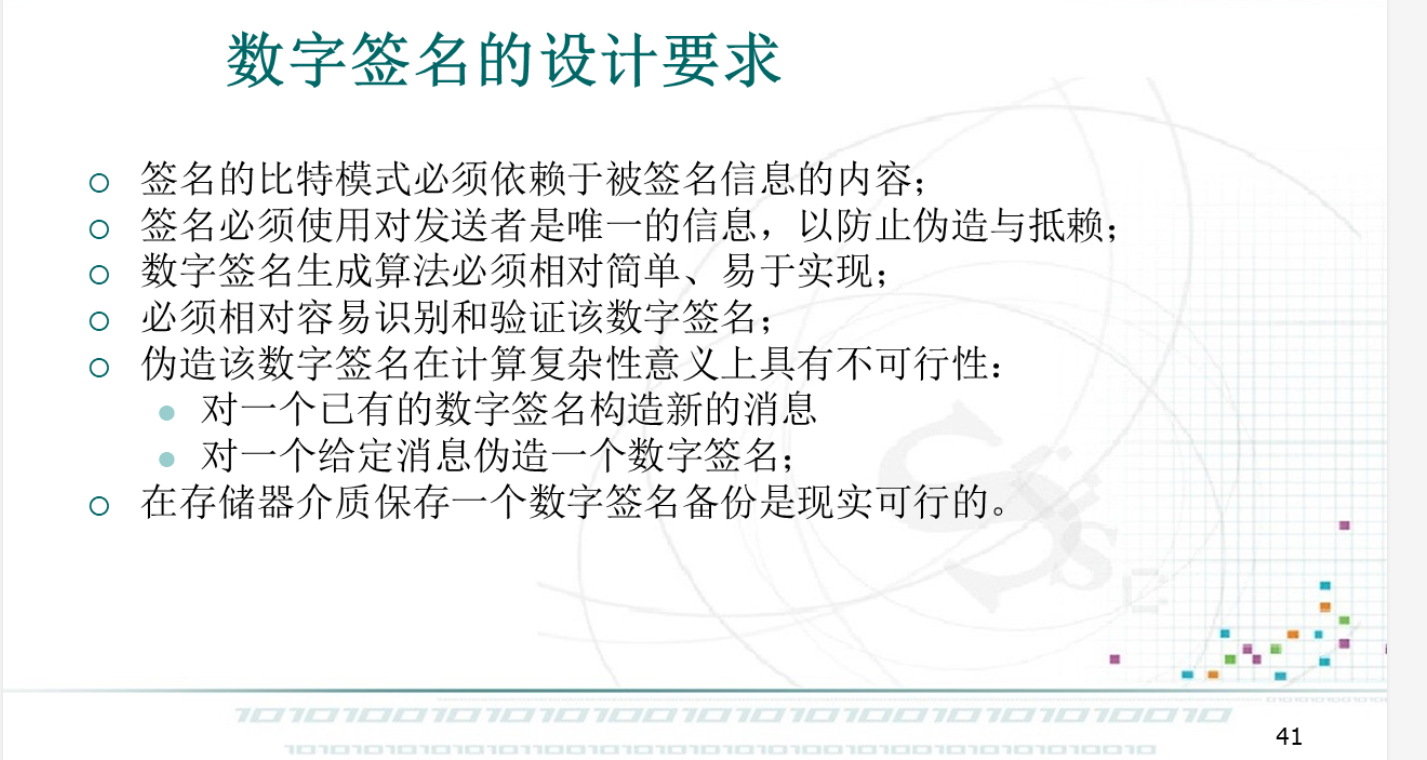 数字签名的设计要求
签名的比特模式必须依赖于被签名信息的内容；
签名必须使用对发送者是唯一的信息，以防止伪造与抵赖；
数字签名生成算法必须相对简单、易于实现；
必须相对容易识别和验证该数字签名；
伪造该数字签名在计算复杂性意义上具有不可行性：
对一个已有的数字签名构造新的消息
对一个给定消息伪造一个数字签名；
在存储器介质保存一个数字签名备份是现实可行的。
41